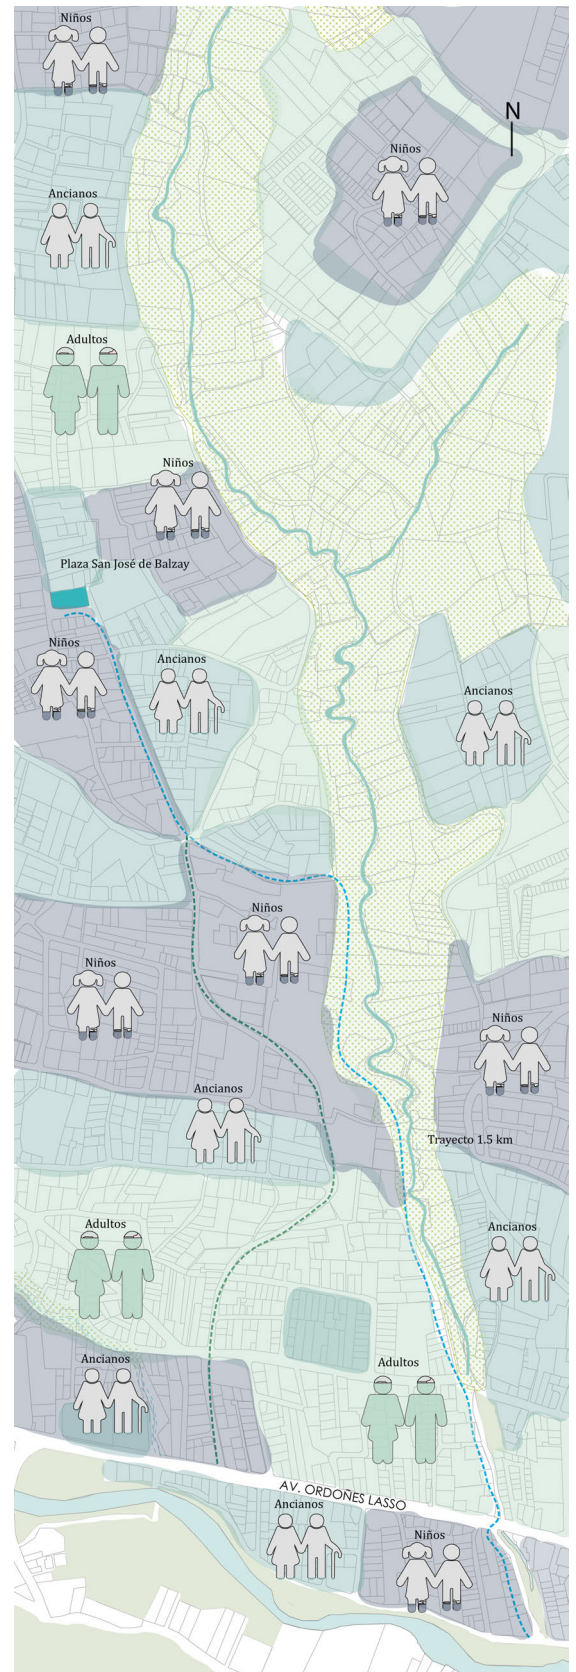 Niños
N
Niños
Ancianos
Adultos
Niños
Plaza San José de Balzay
Niños
Ancianos
Ancianos
Niños
Niños
Niños
Ancianos
Trayecto 1.5 km
Adultos
Ancianos
Ancianos
Adultos
AV. ORDOÑES LASSO
Ancianos
Niños